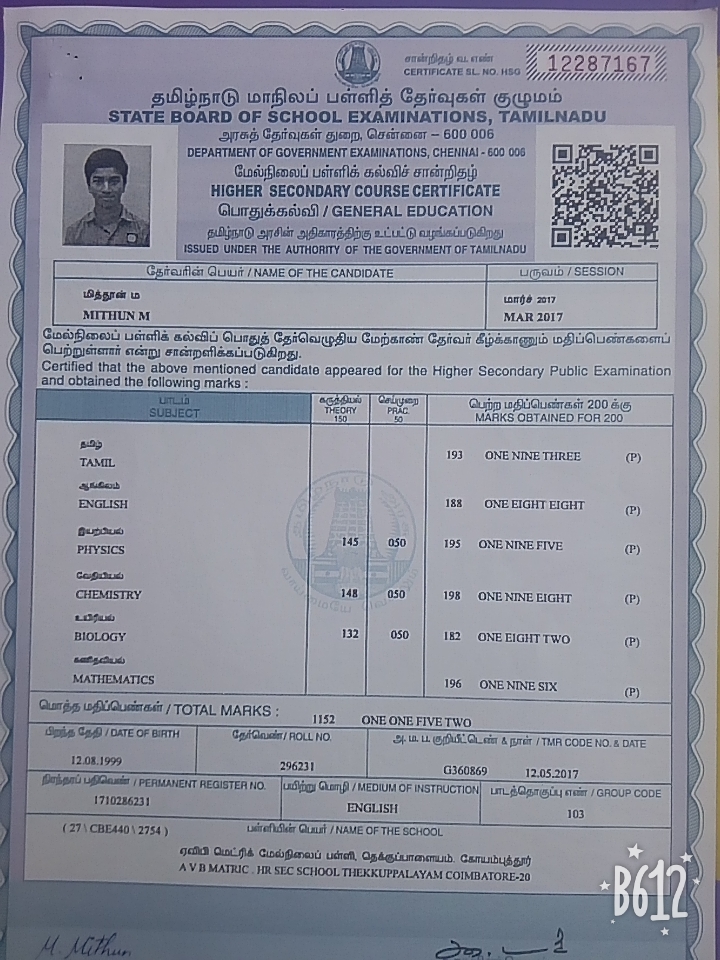 சான்றிதழ் வ. எண்
CERTIFICATE SL. NO. HSG 12287167
தமிழ்நாடு மாநிலப் பள்ளித் தேர்வுகள் குழுமம்
STATE BOARD OF SCHOOL EXAMINATIONS, TAMILNADU
அரசுத் தேர்வுகள் துறை, சென்னை – 600 006
DEPARTMENT OF GOVERNMENT EXAMINATIONS, CHENNAI - 600 006
மேல்நிலைப் பள்ளிக் கல்விச் சான்றிதழ்
HIGHER SECONDARY COURSE CERTIFICATE
பொதுக்கல்வி / GENERAL EDUCATION
தமிழ்நாடு அரசின் அதிகாரத்திற்கு உட்பட்டு வழங்கப்படுகிறது
ISSUED UNDER THE AUTHORITY OF THE GOVERNMENT OF TAMILNADU
தேர்வரின் பெயர் / NAME OF THE CANDIDATE பருவம் / SESSION
மித்தூன் ம மார்ச் 2017
MITHUN M MAR 2017
மேல்நிலைப் பள்ளிக் கல்விப் பொதுத் தேர்வெழுதிய மேற்காண் தேர்வர் கீழ்க்காணும் மதிப்பெண்களைப்
பெற்றுள்ளார் என்று சான்றளிக்கப்படுகிறது.
Certified that the above mentioned candidate appeared for the Higher Secondary Public Examination
and obtained the following marks :
பாடம் கருத்தியல் செய்முறை பெற்ற மதிப்பெண்கள் 200 க்கு
SUBJECT THEORY 150 PRAC. 50 MARKS OBTAINED FOR 200
தமிழ்
TAMIL 193 ONE NINE THREE (P)
ஆங்கிலம்
ENGLISH 188 ONE EIGHT EIGHT (P)
இயற்பியல்
PHYSICS 145 050 195 ONE NINE FIVE (P)
வேதியியல்
CHEMISTRY 148 050 198 ONE NINE EIGHT (P)
உயிரியல்
BIOLOGY 132 050 182 ONE EIGHT TWO (P)
கணிதவியல்
MATHEMATICS 196 ONE NINE SIX (P)
மொத்த மதிப்பெண்கள் / TOTAL MARKS : 1152 ONE ONE FIVE TWO
பிறந்த தேதி / DATE OF BIRTH தேர்வெண் / ROLL NO. அ. ம. ப. குறியீட்டெண் & நாள் / TMR CODE NO. & DATE
12.08.1999 296231 G360869 12.05.2017
நிரந்தரப் பதிவெண் / PERMANENT REGISTER NO. பயிற்று மொழி / MEDIUM OF INSTRUCTION பாடத்தொகுப்பு எண் / GROUP CODE
1710286231 ENGLISH 103
( 27 \ CBE440 \ 2754 ) பள்ளியின் பெயர் / NAME OF THE SCHOOL
ஏவிபி மெட்ரிக் மேல்நிலைப் பள்ளி, தெக்குப்பாளையம். கோயம்புத்தூர்
A V B MATRIC . HR SEC SCHOOL THEKKUPPALAYAM COIMBATORE-20
M. Mithun
B612